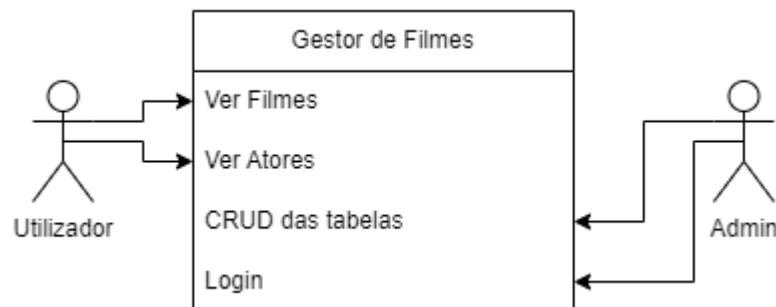 Gestor de Filmes
Ver Filmes
Ver Atores
Utilizador
CRUD das tabelas
Admin
Login